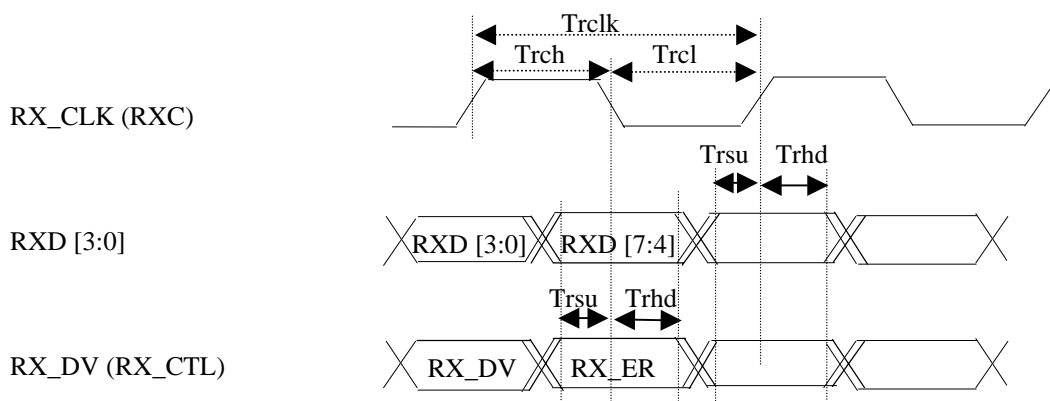 Trclk
Trch Trcl
RX_CLK (RXC)
Trsu Trhd
RXD [3:0] RXD [3:0] RXD [7:4]
Trsu Trhd
RX_DV (RX_CTL) RX_DV RX_ER